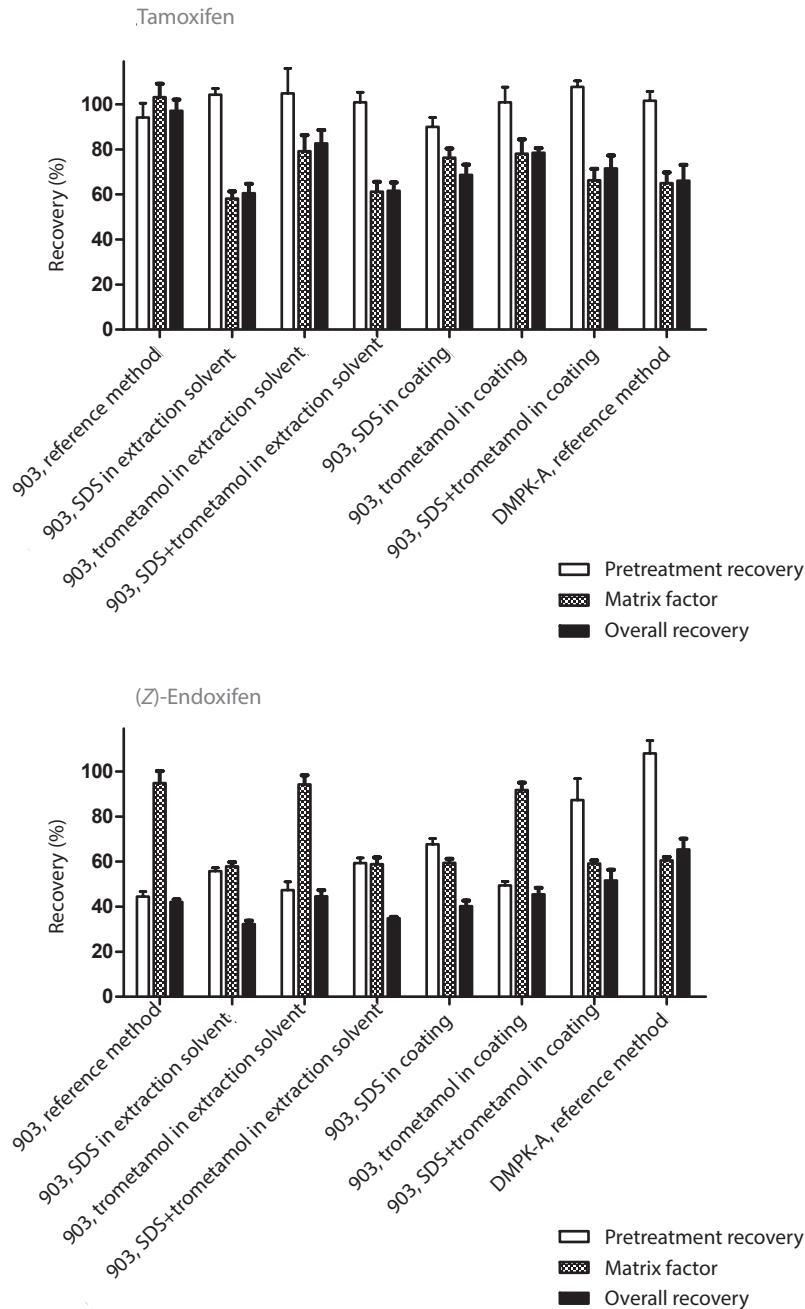 Tamoxifen
100
80
60
40
20
0
Recovery (%)
903, reference method
903, SDS in extraction solvent
903, trometamol in extraction solvent
903, SDS+trometamol in extraction solvent
903, SDS in coating
903, trometamol in coating
903, SDS+trometamol in coating
DMPK-A, reference method
Pretreatment recovery
Matrix factor
Overall recovery
(Z)-Endoxifen
100
80
60
40
20
0
Recovery (%)
903, reference method
903, SDS in extraction solvent
903, trometamol in extraction solvent
903, SDS+trometamol in extraction solvent
903, SDS in coating
903, trometamol in coating
903, SDS+trometamol in coating
DMPK-A, reference method
Pretreatment recovery
Matrix factor
Overall recovery